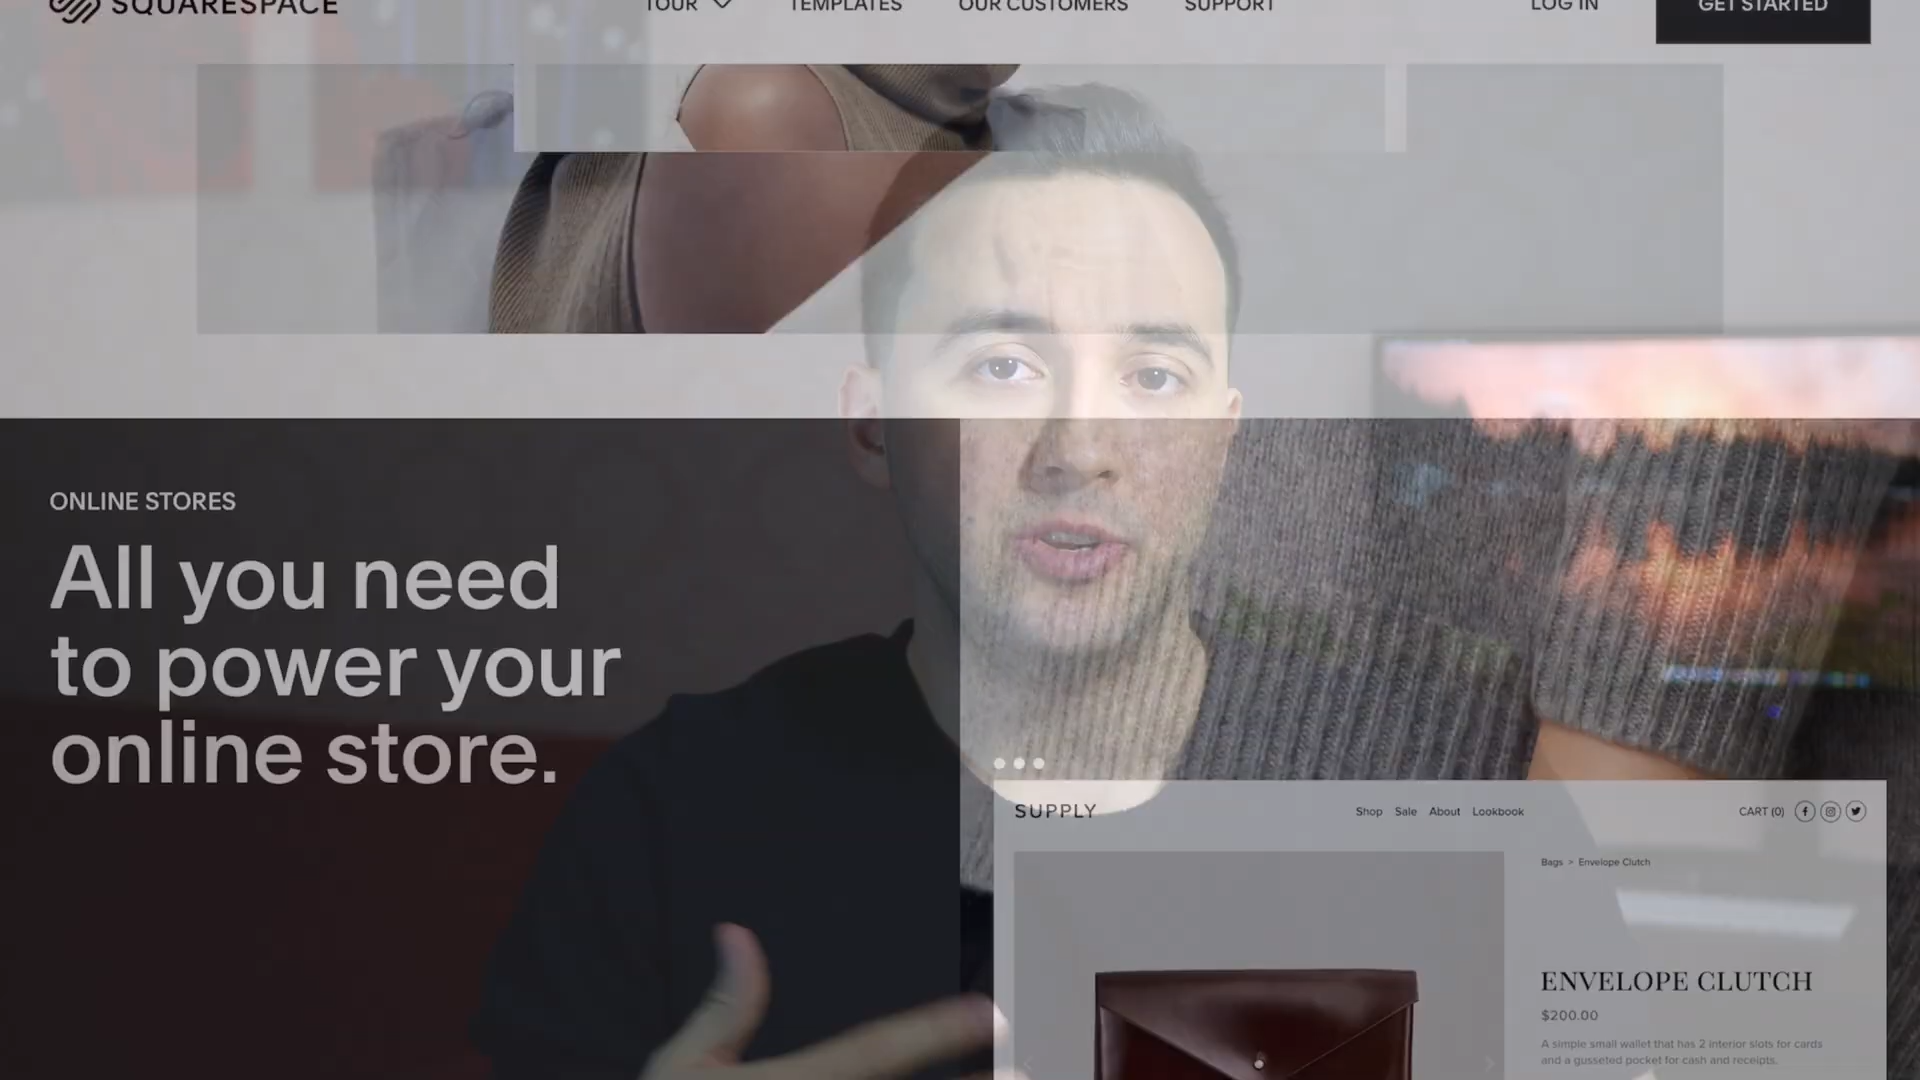 SQUARESPACE
TOUR
TEMPLATES
OUR CUSTOMERS
SUPPORT
LOG IN
GET STARTED
ONLINE STORES
All you need
to power your
online store.
SUPPLY
Shop Sale About Lookbook
CART (0)
Bags > Envelope Clutch
ENVELOPE CLUTCH
$200.00
A simple small wallet that has 2 interior slots for cards
and a gusseted pocket for cash and receipts.